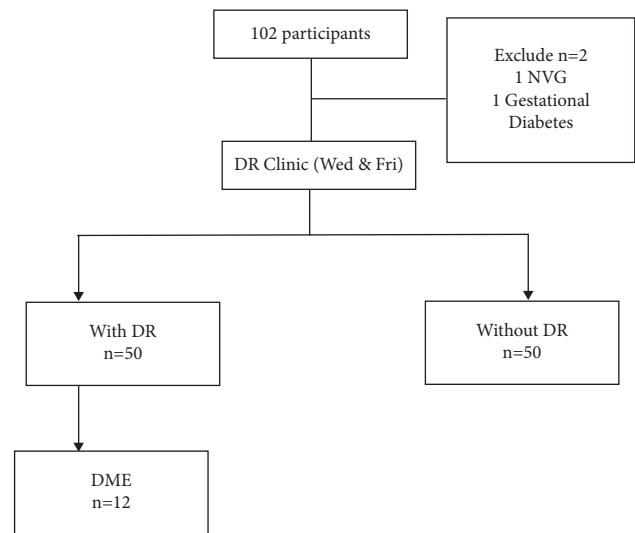 102 participants
Exclude n=2
1 NVG
1 Gestational
Diabetes
DR Clinic (Wed & Fri)
With DR
n=50
Without DR
n=50
DME
n=12